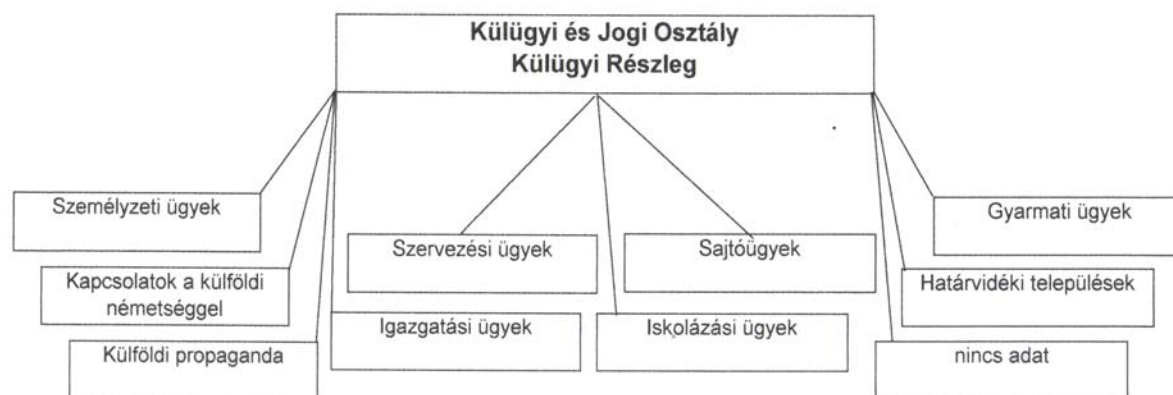 Külügyi és Jogi Osztály
Külügyi Részleg
Személyzeti ügyek
Gyarmati ügyek
Szervezési ügyek
Sajtóügyek
Kapcsolatok a külföldi
németséggel
Határvidéki települések
Igazgatási ügyek
Iskolázási ügyek
Külföldi propaganda
nincs adat